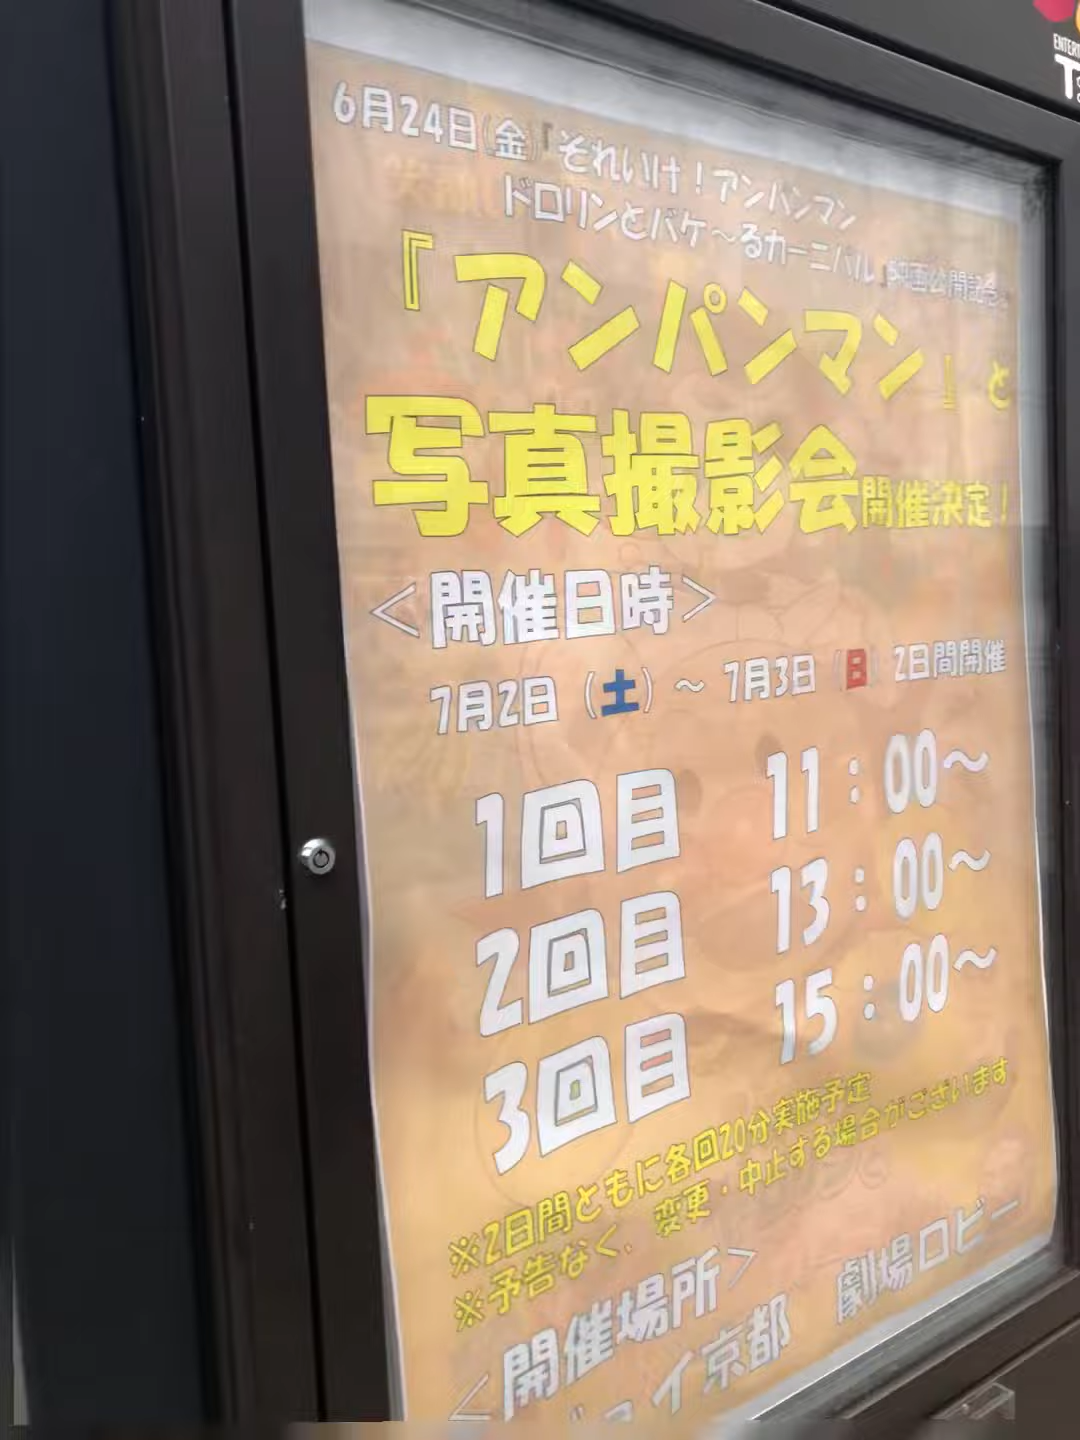 6月24日(金)『それいけ!アンパンマン
ドロリンとバケ〜るカーニバル』映画公開記念
『アンパンマン』と
写真撮影会開催決定!
<開催日時>
7月2日(土)〜 7月3日(日)2日間開催
1回目 11:00〜
2回目 13:00〜
3回目 15:00〜
※2日間ともに各回20分実施予定
※予告なく、変更・中止する場合がございます
<開催場所>
イ京都 劇場ロビー